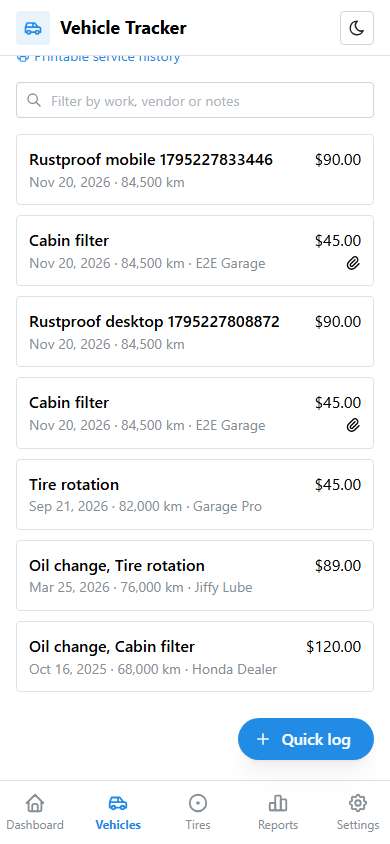 Vehicle Tracker
Printable service history
Filter by work, vendor or notes
Rustproof mobile 1795227833446 $90.00
Nov 20, 2026 · 84,500 km
Cabin filter $45.00
Nov 20, 2026 · 84,500 km · E2E Garage
Rustproof desktop 1795227808872 $90.00
Nov 20, 2026 · 84,500 km
Cabin filter $45.00
Nov 20, 2026 · 84,500 km · E2E Garage
Tire rotation $45.00
Sep 21, 2026 · 82,000 km · Garage Pro
Oil change, Tire rotation $89.00
Mar 25, 2026 · 76,000 km · Jiffy Lube
Oil change, Cabin filter $120.00
Oct 16, 2025 · 68,000 km · Honda Dealer
+ Quick log
Dashboard Vehicles Tires Reports Settings